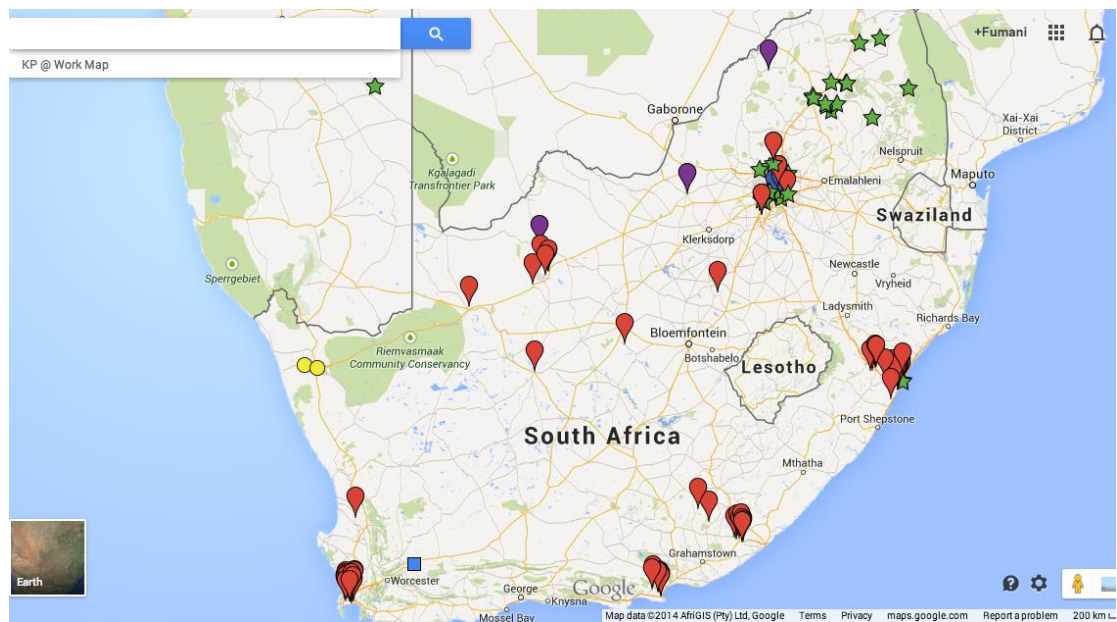 +Fumani
KP @ Work Map
Gaborone
Xai-Xai
District
Kgalagadi
Transfrontier Park
Nelspruit
Emalahleni
Maputo
Swaziland
Klerksdorp
Sperrgebiet
Newcastle
Vryheid
Ladysmith
Richards Bay
Bloemfontein
Botshabelo
Riemvasmaak
Community Conservancy
Lesotho
Port Shepstone
South Africa
Mthatha
Grahamstown
Earth
Worcester
George
Google
Knysna
Mossel Bay
Map data ©2014 AfriGIS (Pty) Ltd, Google Terms Privacy maps.google.com Report a problem 200 km